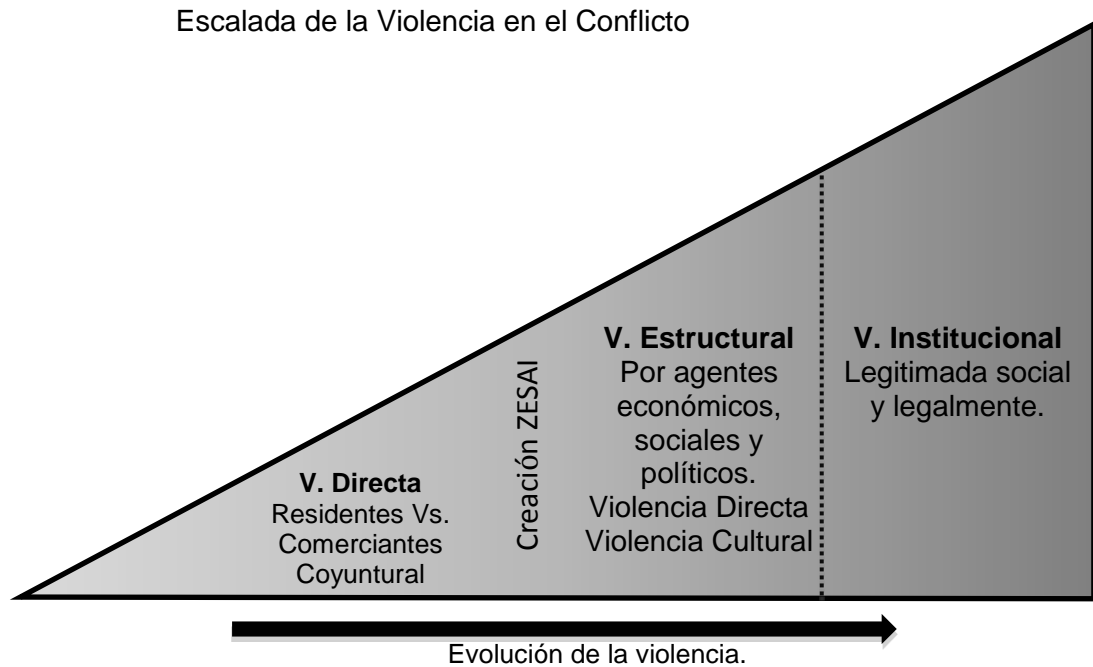 Escalada de la Violencia en el Conflicto
V. Directa
Residentes Vs.
Comerciantes
Coyuntural
Creación ZESAI
V. Estructural
Por agentes
económicos,
sociales y
políticos.
Violencia Directa
Violencia Cultural
V. Institucional
Legitimada social
y legalmente.
Evolución de la violencia.